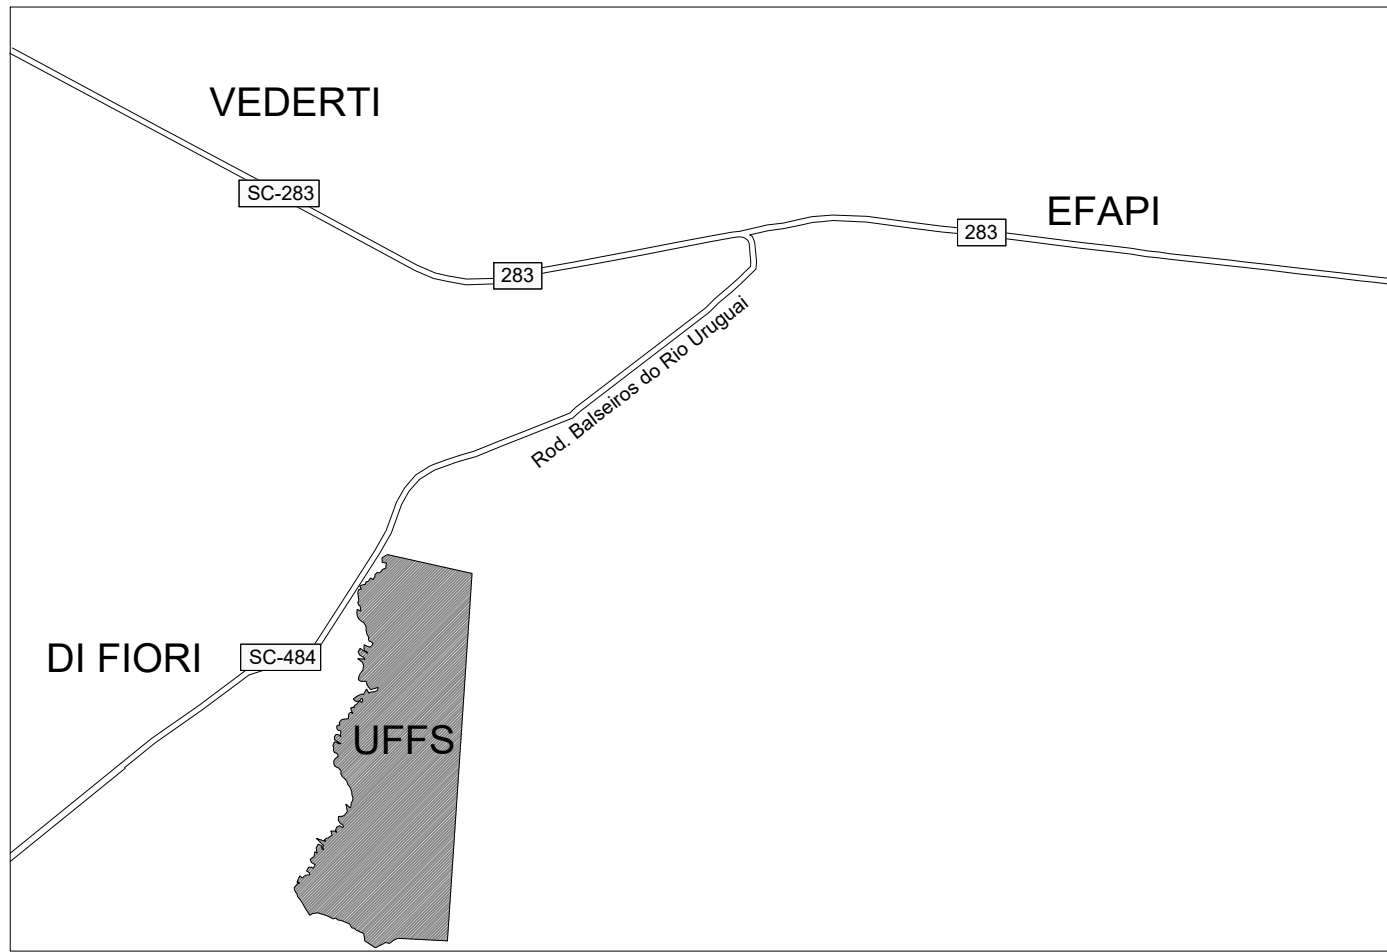 VEDERTI
SC-283
EFAPI
283
283
Rod. Balseiros do Rio Uruguai
DI FIORI
SC-484
UFFS